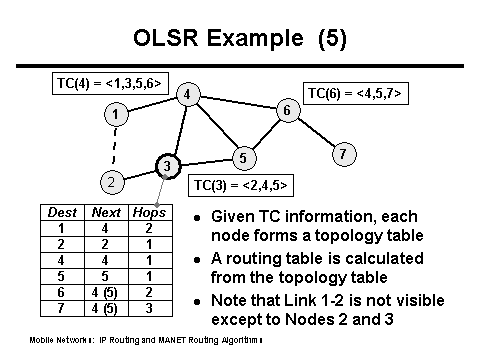 OLSR Example (5)
TC(4) = <1,3,5,6>
4
TC(6) = <4,5,7>
1
6
7
5
3
2
TC(3) = <2,4,5>
Dest Next Hops
1 4 2
2 2 1
4 4 1
5 5 1
6 4 (5) 2
7 4 (5) 3
● Given TC information, each
node forms a topology table
● A routing table is calculated
from the topology table
● Note that Link 1-2 is not visible
except to Nodes 2 and 3
Mobile Networks: IP Routing and MANET Routing Algorithms